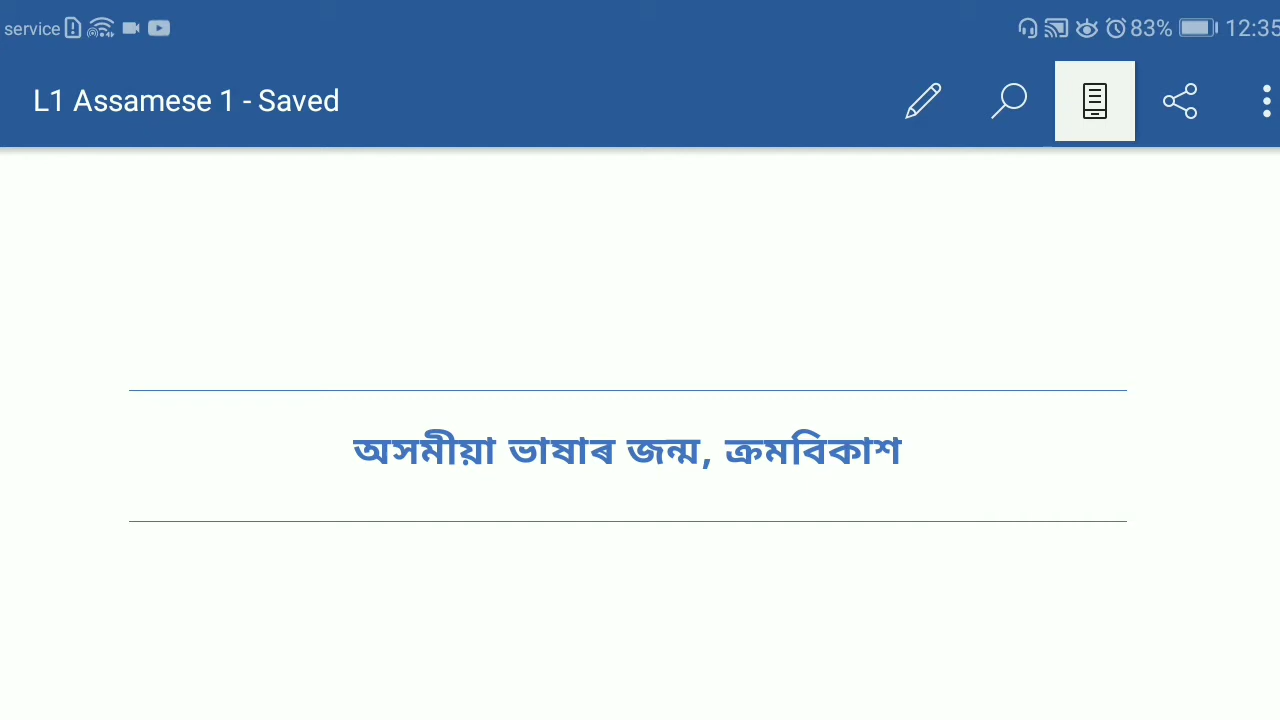 service 83% 12:35
L1 Assamese 1 - Saved
অসমীয়া ভাষাৰ জন্ম, ক্ৰমবিকাশ